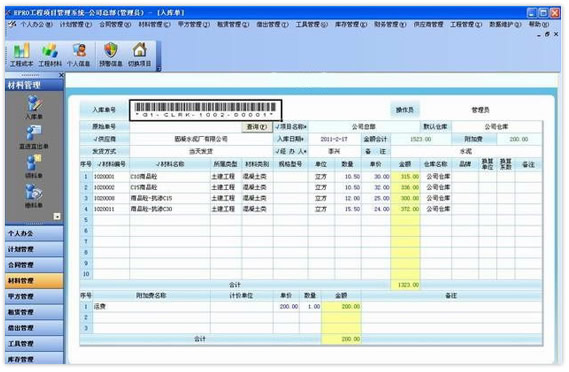 EPRO工程项目管理系统-公司总部(管理员) - [入库单]
个人办公(B) 计划管理(E) 合同管理(R) 材料管理(C) 甲方管理(I) 租赁管理(Z) 借出管理(I) 工具管理(G) 库存管理(K) 财务管理(Y) 供应商管理 工程管理(T) 数据维护(D) 帮助(H)
工程成本 工程材料 个人信息 预警信息 切换项目
材料管理
入库单
直进直出单
领料单
缴料单
个人办公
计划管理
合同管理
材料管理
甲方管理
租赁管理
借出管理
工具管理
库存管理
入库单号 *G1-CLRK-1002-00001* 操作员 管理员
原始单号 查询(F) √项目名称* 公司总部 默认仓库 公司仓库
√供应商 固凝水泥厂有限公司 入库日期* 2011-2-17 金额合计 1523.00 附加费 200.00
发货方式 当天发货 √经 办 人* 李兴 备 注 水泥
序号 √材料编号 √材料名称 所属类型 材料类别 规格型号 单位 数量 单价 金额 仓库名称 品牌 换算单位 换算系数 备注
1 1020001 C10商品砼 土建工程 混凝土类 立方 10.50 30.00 315.00 公司仓库
2 1020002 C15商品砼 土建工程 混凝土类 立方 10.50 32.00 336.00 公司仓库
3 1020008 商品砼-抗渗C15 土建工程 混凝土类 立方 12.00 25.00 300.00 公司仓库
4 1020011 商品砼-抗渗C30 土建工程 混凝土类 立方 15.50 24.00 372.00 公司仓库
5
6
7
8
9
10
合计 1323.00
序号 附加费名称 计价单位 单价 数量 金额 备注
1 运费 200.00 1.00 200.00
2
3
合计 200.00